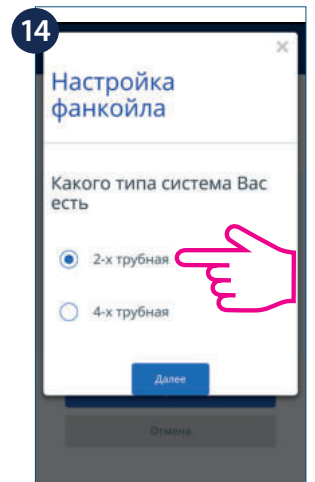 14
×
Настройка
фанкойла
Какого типа система Вас
есть
2-х трубная
4-х трубная
Далее
Отмена